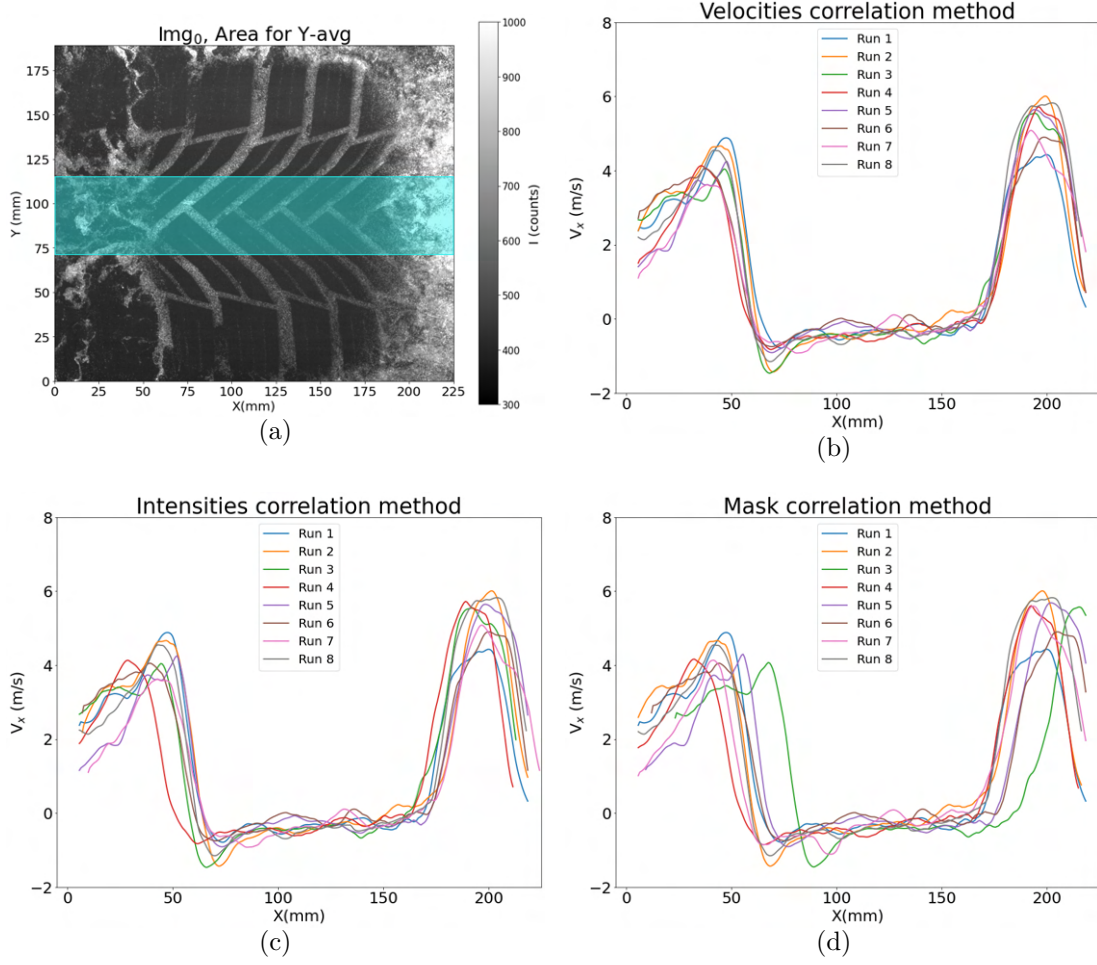 Img₀, Area for Y-avg
175
150
125
100
75
50
25
0
Y (mm)
0 25 50 75 100 125 150 175 200 225
X(mm)
1000
900
800
700
600
500
400
300
I (counts)
(a)
Velocities correlation method
8
6
4
2
0
−2
Vₓ (m/s)
Run 1
Run 2
Run 3
Run 4
Run 5
Run 6
Run 7
Run 8
0 50 100 150 200
X(mm)
(b)
Intensities correlation method
8
6
4
2
0
−2
Vₓ (m/s)
Run 1
Run 2
Run 3
Run 4
Run 5
Run 6
Run 7
Run 8
0 50 100 150 200
X(mm)
(c)
Mask correlation method
8
6
4
2
0
−2
Vₓ (m/s)
Run 1
Run 2
Run 3
Run 4
Run 5
Run 6
Run 7
Run 8
0 50 100 150 200
X(mm)
(d)